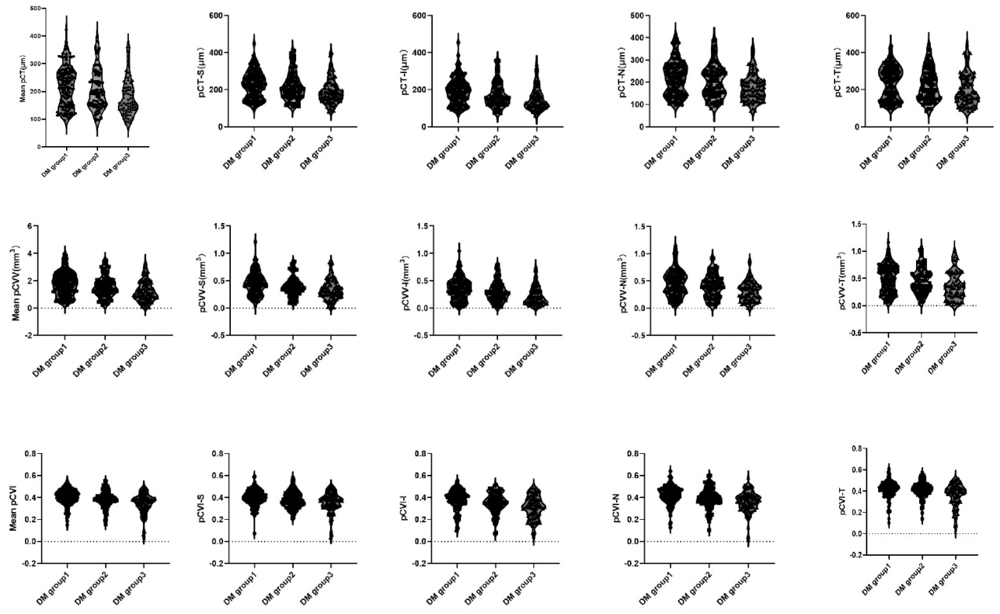 Mean pCT(μm)
500
400
300
200
100
0
DM group1
DM group2
DM group3
pCT-S(μm)
600
400
200
0
DM group1
DM group2
DM group3
pCT-I(μm)
600
400
200
0
DM group1
DM group2
DM group3
pCT-N(μm)
500
400
300
200
100
0
DM group1
DM group2
DM group3
pCT-T(μm)
600
400
200
0
DM group1
DM group2
DM group3
Mean pCVV(mm³)
6
4
2
0
-2
DM group1
DM group2
DM group3
pCVV-S(mm³)
1.5
1.0
0.5
0.0
-0.5
DM group1
DM group2
DM group3
pCVV-I(mm³)
1.5
1.0
0.5
0.0
-0.5
DM group1
DM group2
DM group3
pCVV-N(mm³)
1.5
1.0
0.5
0.0
-0.5
DM group1
DM group2
DM group3
pCVV-T(mm³)
1.5
1.0
0.5
0.0
-0.5
DM group1
DM group2
DM group3
Mean pCVI
0.8
0.6
0.4
0.2
0.0
-0.2
DM group1
DM group2
DM group3
pCVI-S
0.8
0.6
0.4
0.2
0.0
-0.2
DM group1
DM group2
DM group3
pCVI-I
0.8
0.6
0.4
0.2
0.0
-0.2
DM group1
DM group2
DM group3
pCVI-N
0.8
0.6
0.4
0.2
0.0
-0.2
DM group1
DM group2
DM group3
pCVI-T
0.8
0.6
0.4
0.2
0.0
-0.2
DM group1
DM group2
DM group3